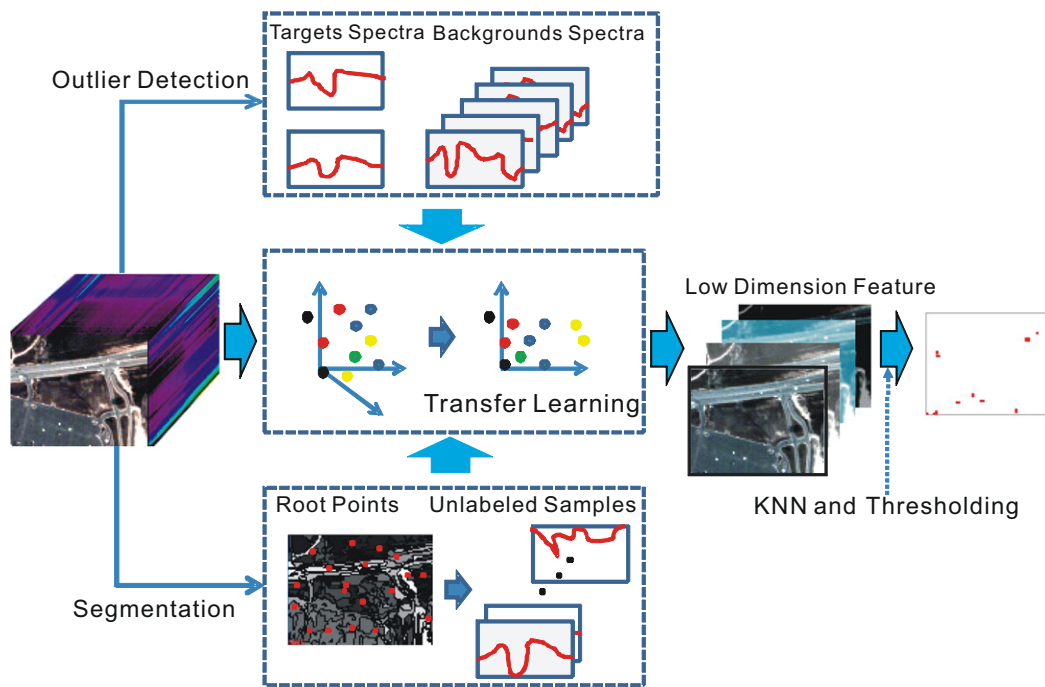 Targets Spectra
Backgrounds Spectra
Outlier Detection
Low Dimension Feature
Transfer Learning
KNN and Thresholding
Root Points
Unlabeled Samples
Segmentation